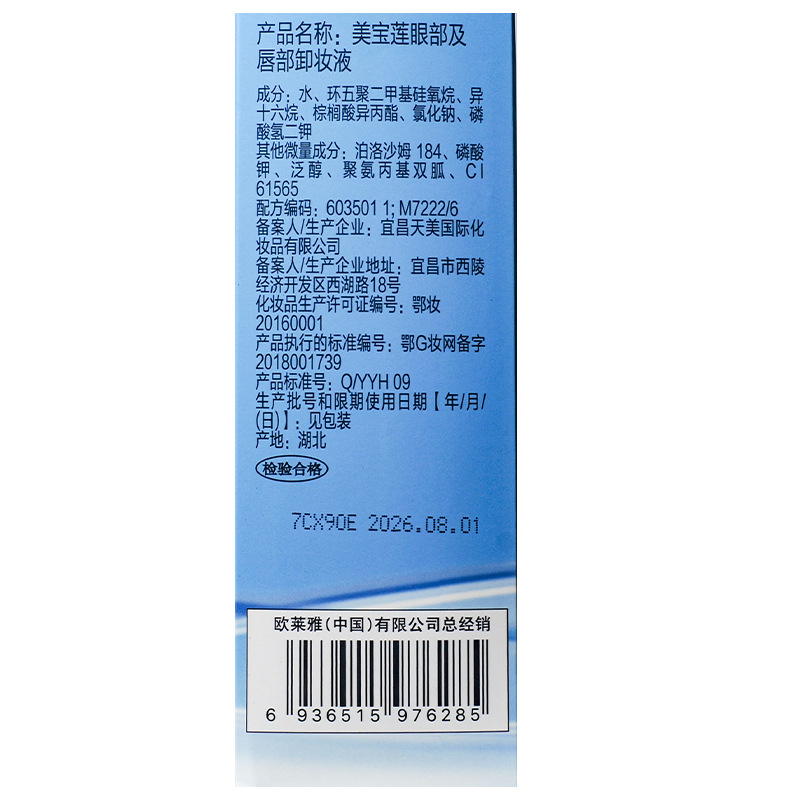 产品名称：美宝莲眼部及
唇部卸妆液
成分：水、环五聚二甲基硅氧烷、异
十六烷、棕榈酸异丙酯、氯化钠、磷
酸氢二钾
其他微量成分：泊洛沙姆 184、磷酸
钾、泛醇、聚氨丙基双胍、CI
61565
配方编码：603501 1; M7222/6
备案人/生产企业：宜昌天美国际化
妆品有限公司
备案人/生产企业地址：宜昌市西陵
经济开发区西湖路18号
化妆品生产许可证编号：鄂妆
20160001
产品执行的标准编号：鄂G妆网备字
2018001739
产品标准号：Q/YYH 09
生产批号和限期使用日期【年/月/
(日)】：见包装
产地：湖北
检验合格
7CX90E 2026.08.01
欧莱雅(中国)有限公司总经销
6 936515 976285